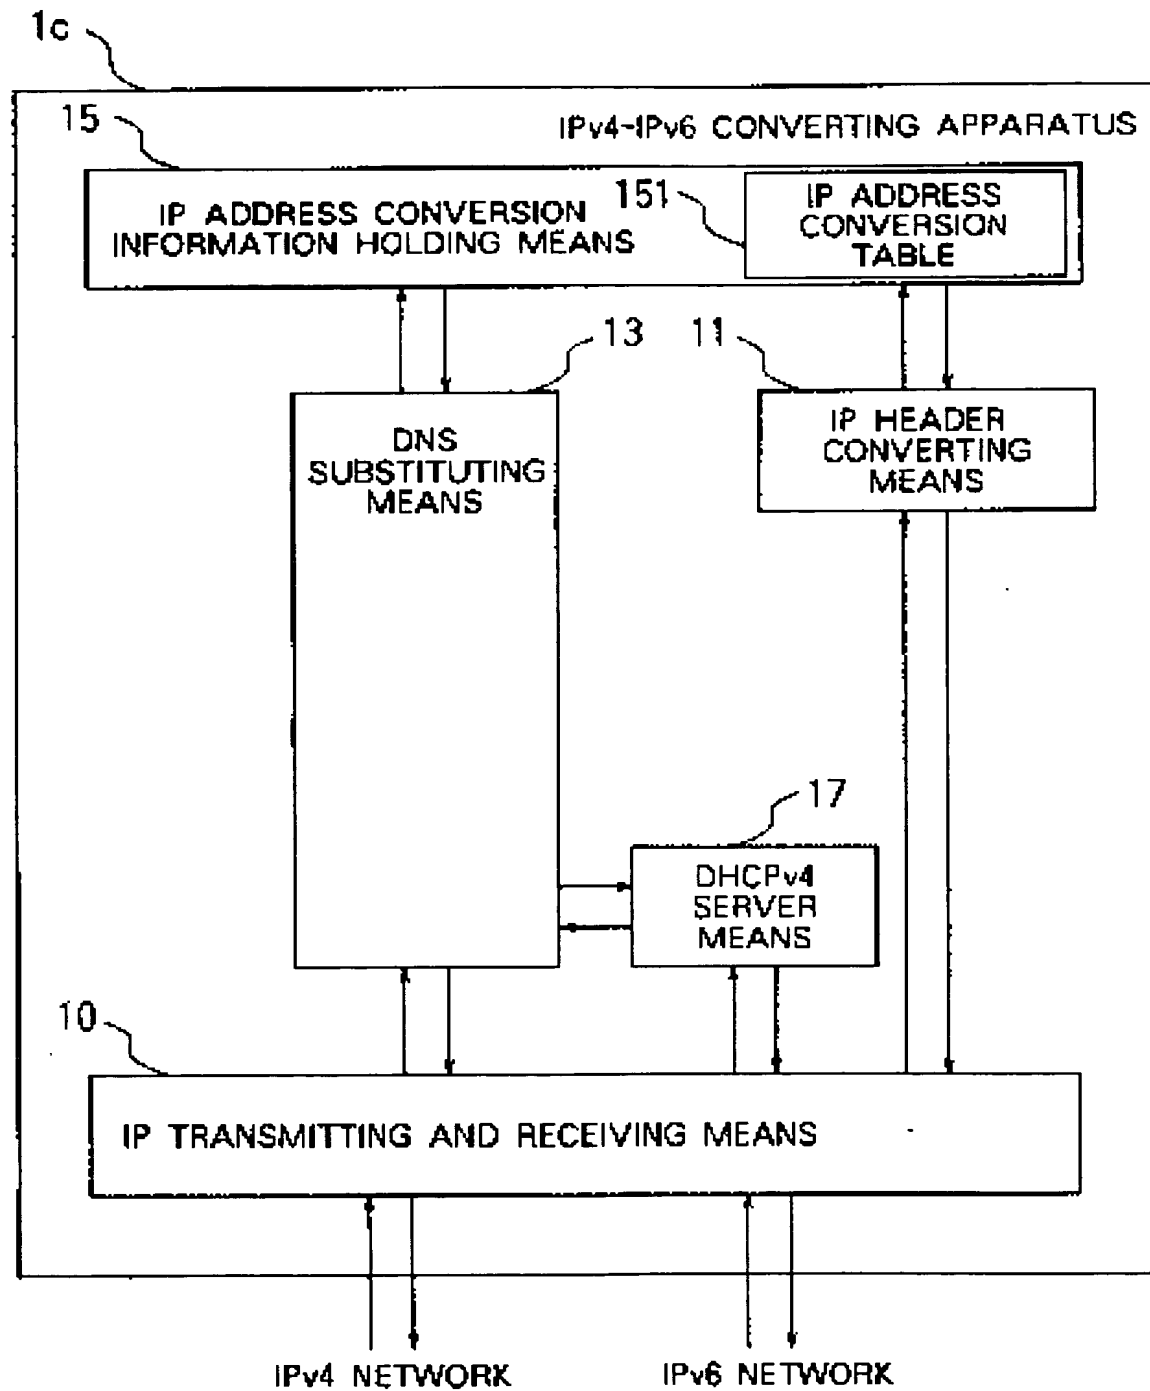 1c
IPv4-IPv6 CONVERTING APPARATUS
15
IP ADDRESS CONVERSION
INFORMATION HOLDING MEANS
151
IP ADDRESS
CONVERSION
TABLE
13
11
DNS
SUBSTITUTING
MEANS
IP HEADER
CONVERTING
MEANS
17
DHCPv4
SERVER
MEANS
10
IP TRANSMITTING AND RECEIVING MEANS
IPv4 NETWORK
IPv6 NETWORK